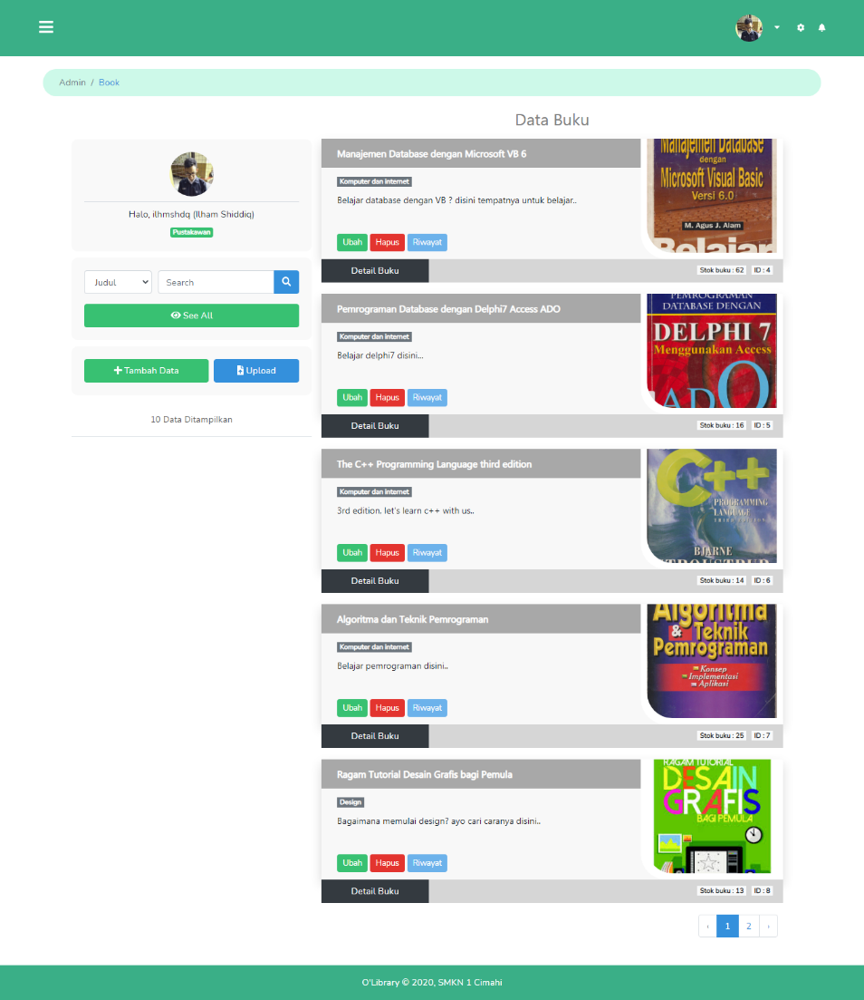 Admin / Book
Data Buku
Halo, ilhmshdq (Ilham Shiddiq)
Pustakawan
Judul
Search
See All
Tambah Data
Upload
10 Data Ditampilkan
Manajemen Database dengan Microsoft VB 6
Komputer dan Internet
Belajar database dengan VB ? disini tempatnya untuk belajar..
Ubah Hapus Riwayat
Detail Buku
Stok buku : 62 ID : 4
Manajemen Database
dengan
Microsoft Visual Basic
Versi 6.0
M. Agus J. Alam
Belajar
Pemrograman Database dengan Delphi7 Access ADO
Komputer dan Internet
Belajar delphi7 disini...
Ubah Hapus Riwayat
Detail Buku
Stok buku : 16 ID : 5
PEMROGRAMAN
DATABASE DENGAN
DELPHI 7
Menggunakan Access
ADO
The C++ Programming Language third edition
Komputer dan Internet
3rd edition. let's learn c++ with us..
Ubah Hapus Riwayat
Detail Buku
Stok buku : 14 ID : 6
C++
PROGRAMMING
LANGUAGE
THIRD EDITION
BJARNE
STROUSTRUP
Algoritma dan Teknik Pemrograman
Komputer dan Internet
Belajar pemrograman disini..
Ubah Hapus Riwayat
Detail Buku
Stok buku : 25 ID : 7
Algoritma
& Teknik
Pemrograman
Konsep
Implementasi
Aplikasi
Ragam Tutorial Desain Grafis bagi Pemula
Design
Bagaimana memulai design? ayo cari caranya disini..
Ubah Hapus Riwayat
Detail Buku
Stok buku : 13 ID : 8
RAGAM TUTORIAL
DESAIN
GRAFIS
BAGI PEMULA
‹ 1 2 ›
O'Library © 2020, SMKN 1 Cimahi